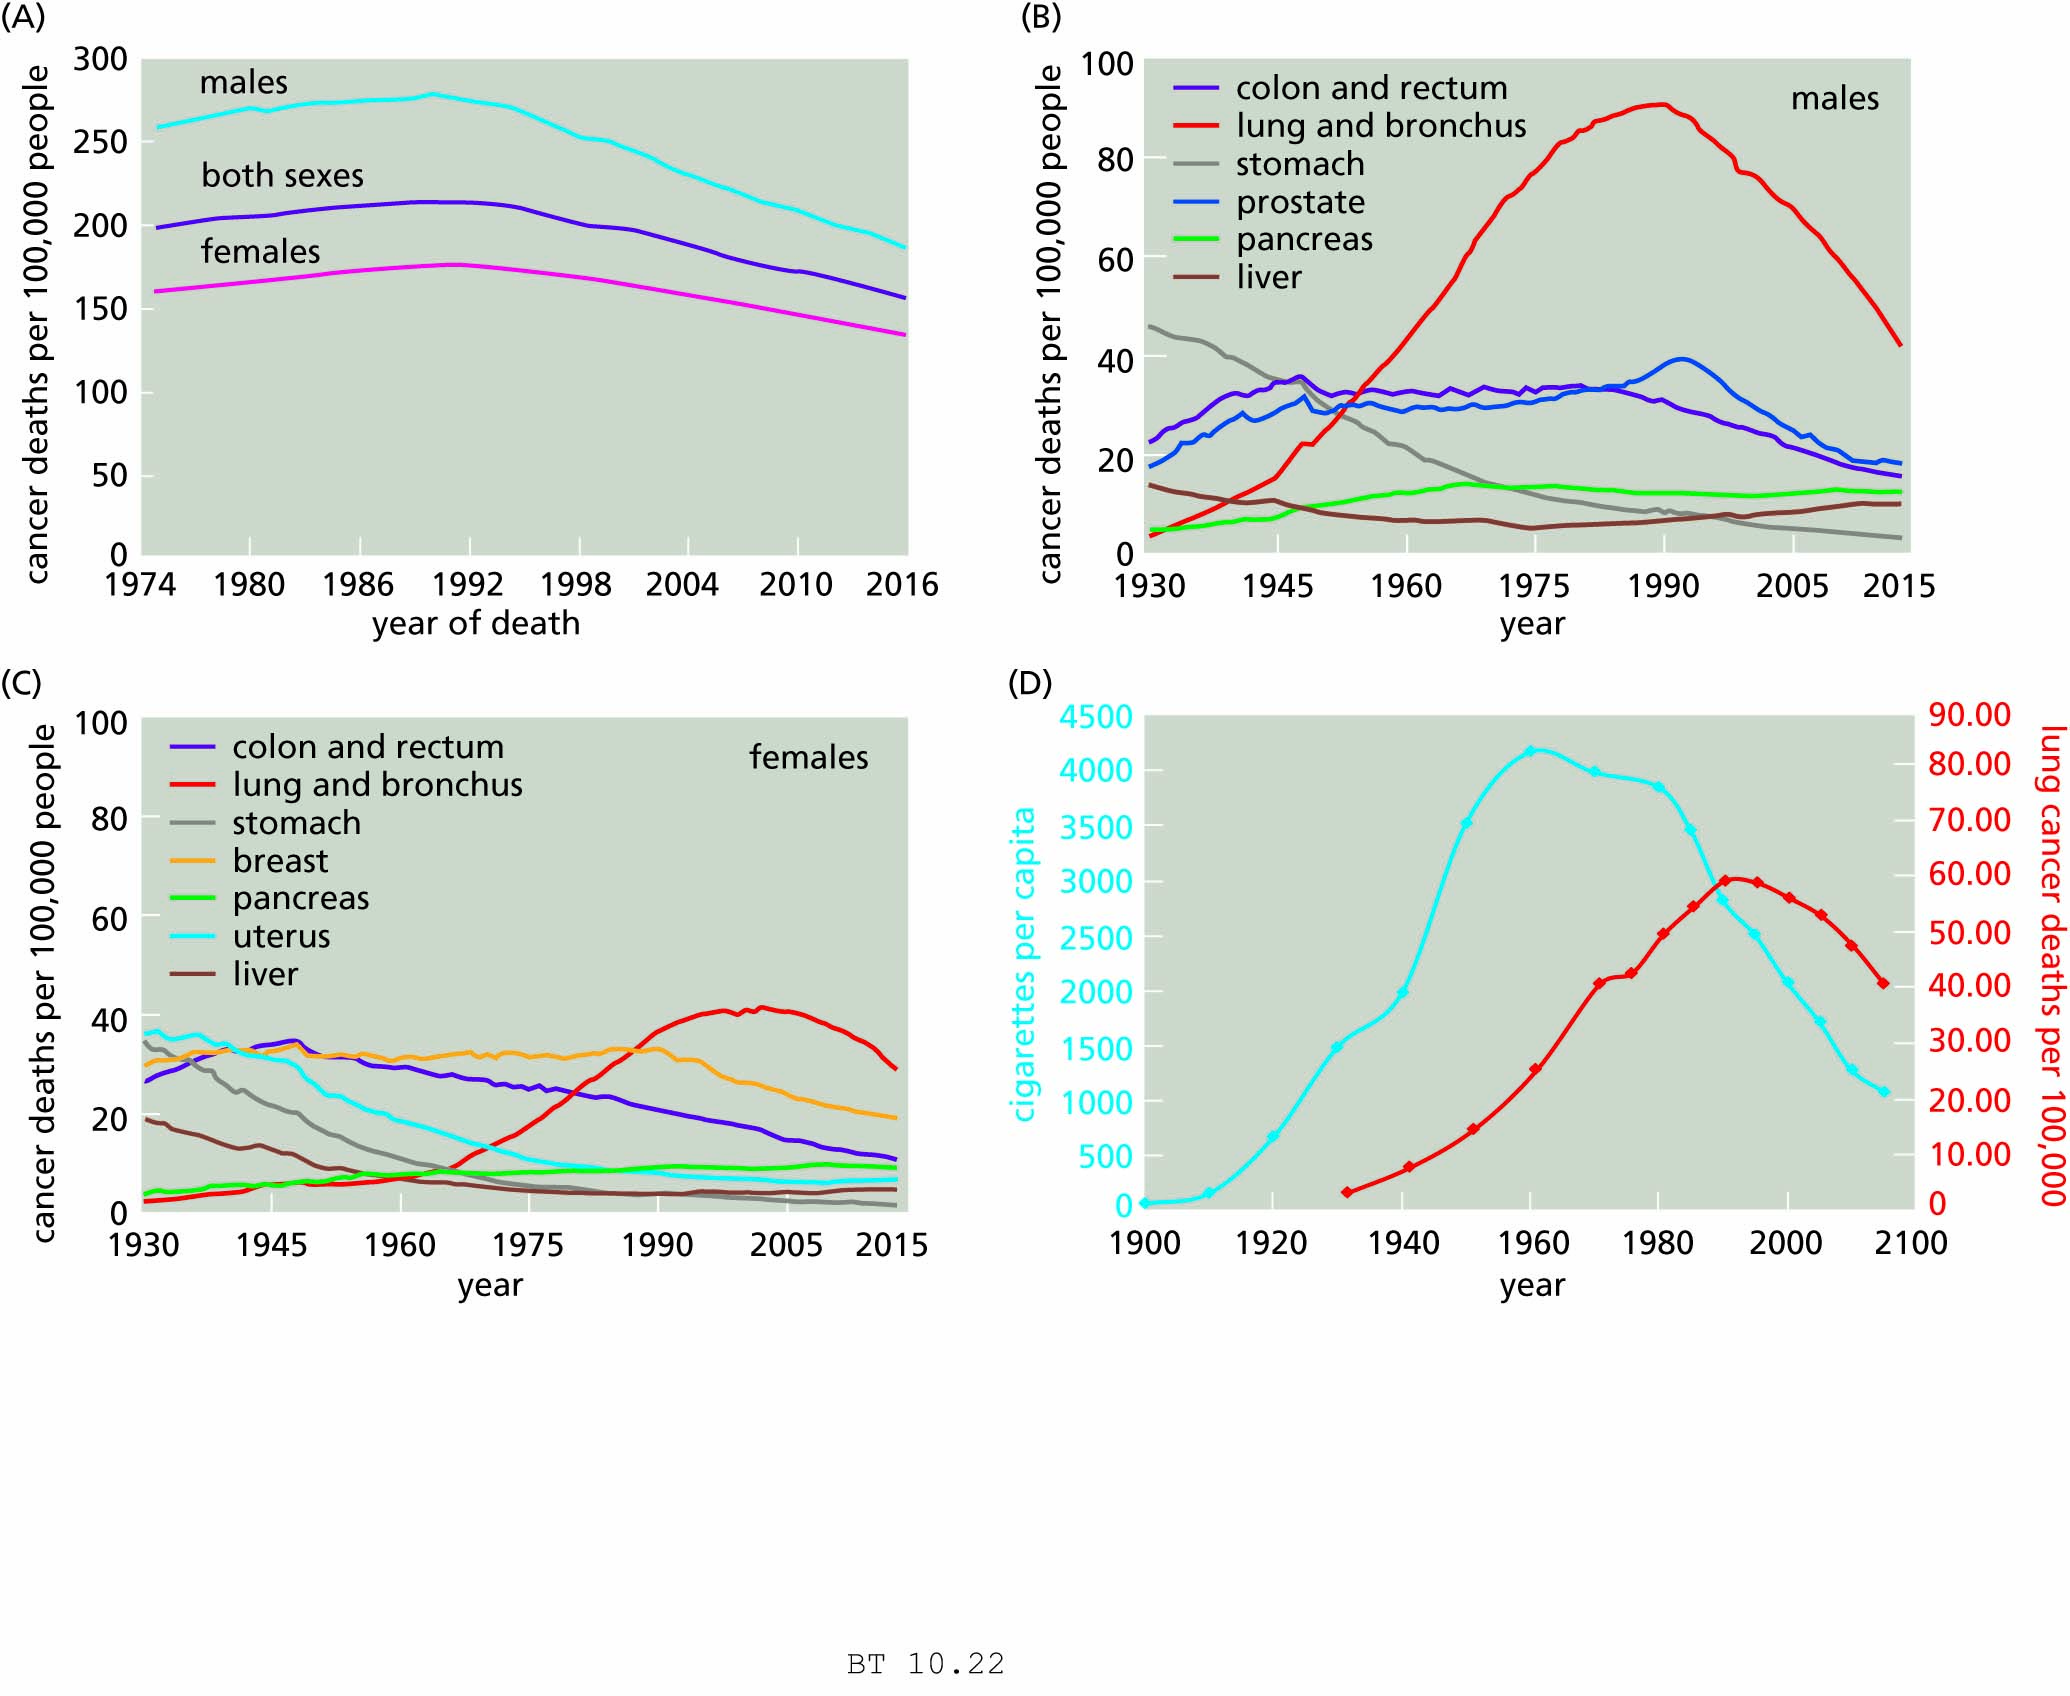 (A)
cancer deaths per 100,000 people
300
250
200
150
100
50
0
males
both sexes
females
1974 1980 1986 1992 1998 2004 2010 2016
year of death
(B)
cancer deaths per 100,000 people
100
80
60
40
20
0
colon and rectum
lung and bronchus
stomach
prostate
pancreas
liver
males
1930 1945 1960 1975 1990 2005 2015
year
(C)
cancer deaths per 100,000 people
100
80
60
40
20
0
colon and rectum
lung and bronchus
stomach
breast
pancreas
uterus
liver
females
1930 1945 1960 1975 1990 2005 2015
year
(D)
cigarettes per capita
4500
4000
3500
3000
2500
2000
1500
1000
500
0
90.00
80.00
70.00
60.00
50.00
40.00
30.00
20.00
10.00
0
lung cancer deaths per 100,000
1900 1920 1940 1960 1980 2000 2100
year
BT 10.22